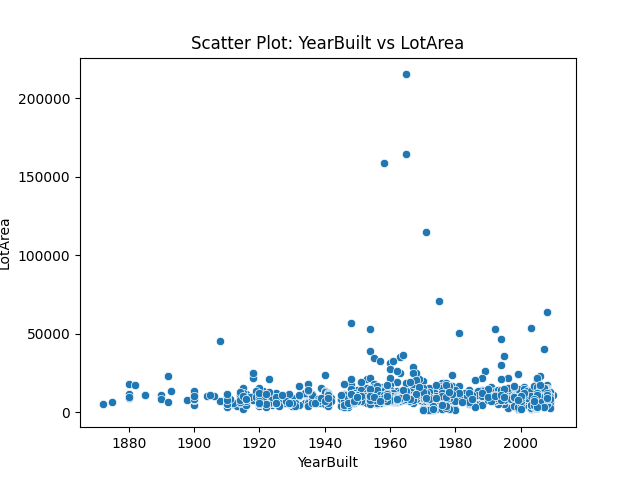 Scatter Plot: YearBuilt vs LotArea
200000
150000
100000
50000
0
LotArea
1880 1900 1920 1940 1960 1980 2000
YearBuilt